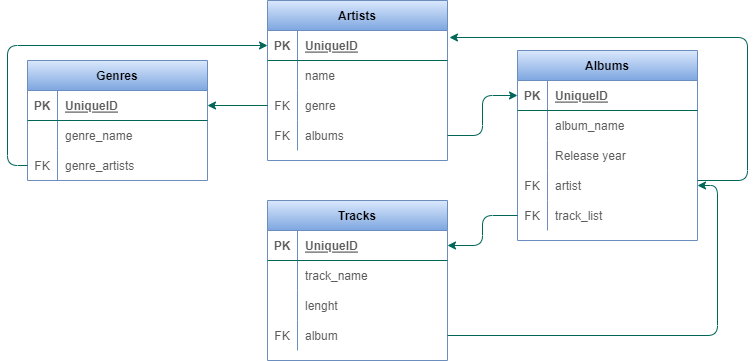 Artists
PK UniqueID
name
FK genre
FK albums
Genres
PK UniqueID
genre_name
FK genre_artists
Albums
PK UniqueID
album_name
Release year
FK artist
FK track_list
Tracks
PK UniqueID
track_name
lenght
FK album